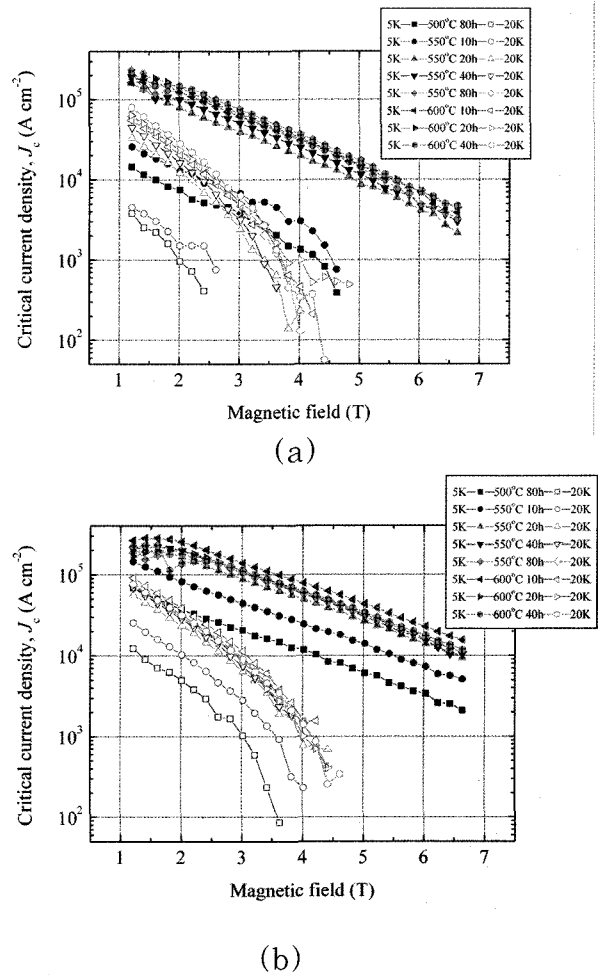 5K 500°C 80h 20K
5K 550°C 10h 20K
5K 550°C 20h 20K
5K 550°C 40h 20K
5K 550°C 80h 20K
5K 600°C 10h 20K
5K 600°C 20h 20K
5K 600°C 40h 20K
Critical current density, Jc (A cm⁻²)
10⁵
10⁴
10³
10²
1 2 3 4 5 6 7
Magnetic field (T)
(a)
5K 500°C 80h 20K
5K 550°C 10h 20K
5K 550°C 20h 20K
5K 550°C 40h 20K
5K 550°C 80h 20K
5K 600°C 10h 20K
5K 600°C 20h 20K
5K 600°C 40h 20K
Critical current density, Jc (A cm⁻²)
10⁵
10⁴
10³
10²
1 2 3 4 5 6 7
Magnetic field (T)
(b)